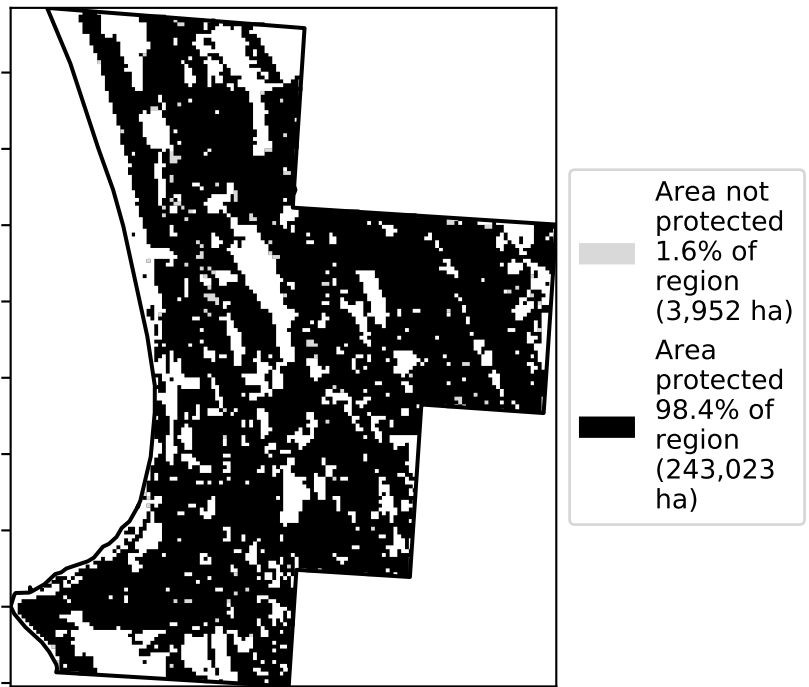 Area not
protected
1.6% of
region
(3,952 ha)
Area
protected
98.4% of
region
(243,023
ha)